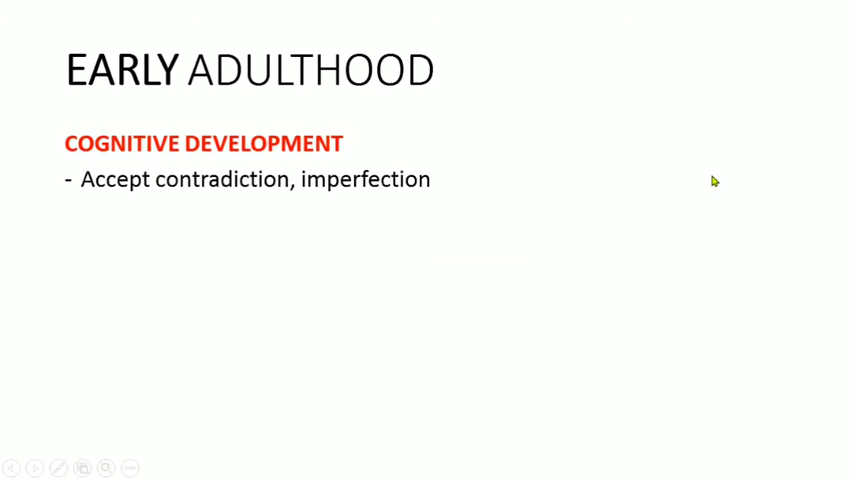 EARLY ADULTHOOD
COGNITIVE DEVELOPMENT
- Accept contradiction, imperfection